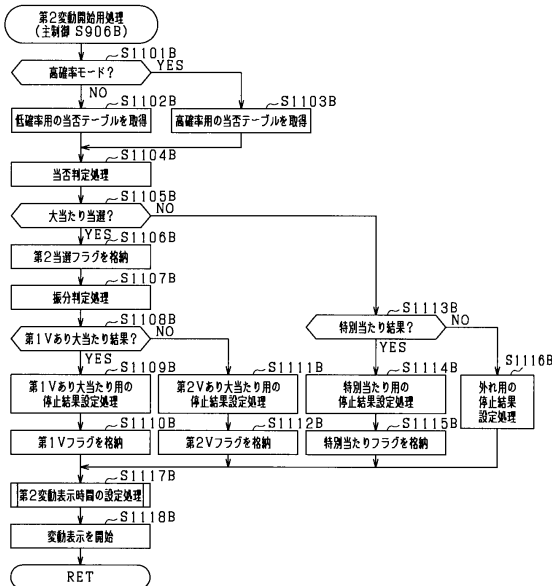 第2変動開始用処理
(主制御 S906B)
S1101B
高確率モード?
YES
NO
S1102B
低確率用の当否テーブルを取得
S1103B
高確率用の当否テーブルを取得
S1104B
当否判定処理
S1105B
大当たり当選?
NO
YES
S1106B
第2当選フラグを格納
S1107B
振分判定処理
S1108B
第1Vあり大当たり結果?
NO
YES
S1113B
特別当たり結果?
NO
YES
S1109B
第1Vあり大当たり用の
停止結果設定処理
S1111B
第2Vあり大当たり用の
停止結果設定処理
S1114B
特別当たり用の
停止結果設定処理
S1116B
外れ用の
停止結果
設定処理
S1110B
第1Vフラグを格納
S1112B
第2Vフラグを格納
S1115B
特別当たりフラグを格納
S1117B
第2変動表示時間の設定処理
S1118B
変動表示を開始
RET